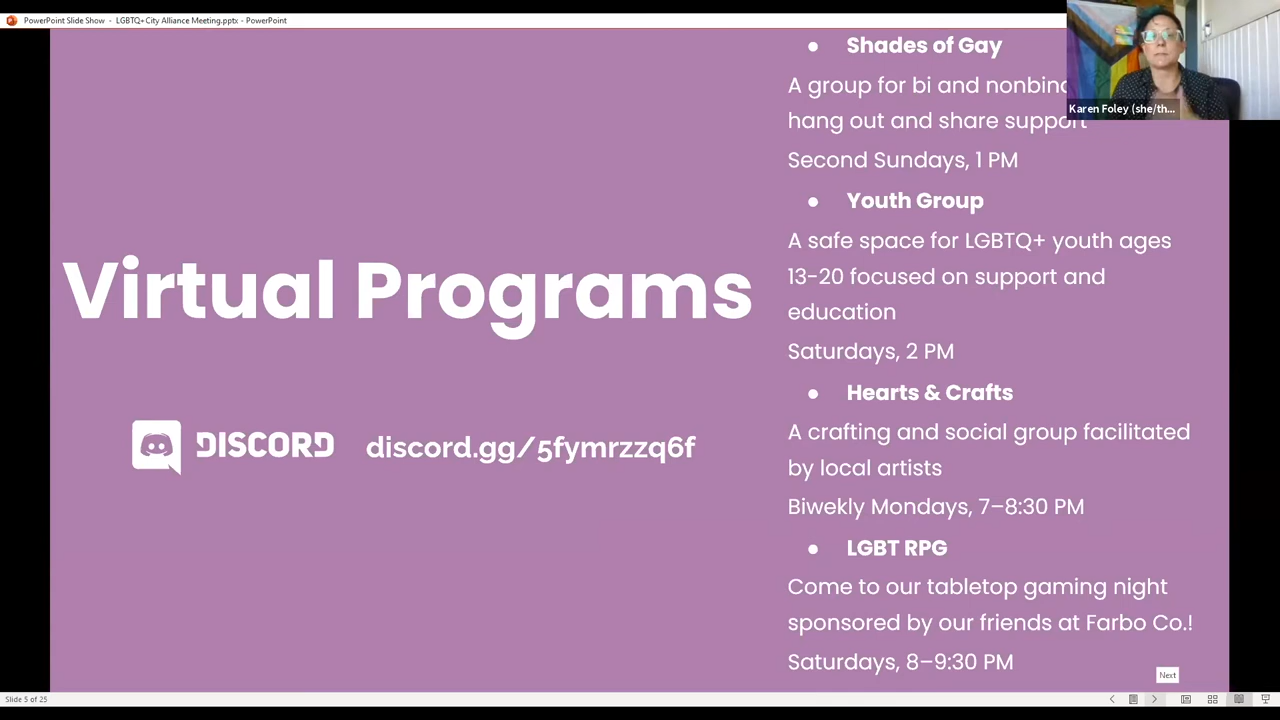 PowerPoint Slide Show - LGBTQ+City Alliance Meeting.pptx - PowerPoint
Karen Foley (she/th...
Virtual Programs
DISCORD discord.gg/5fymrzzq6f
Shades of Gay
A group for bi and
hang out and share support
Second Sundays, 1 PM
Youth Group
A safe space for LGBTQ+ youth ages
13-20 focused on support and
education
Saturdays, 2 PM
Hearts & Crafts
A crafting and social group facilitated
by local artists
Biwekly Mondays, 7–8:30 PM
LGBT RPG
Come to our tabletop gaming night
sponsored by our friends at Farbo Co.!
Saturdays, 8–9:30 PM
Next
Slide 5 of 25